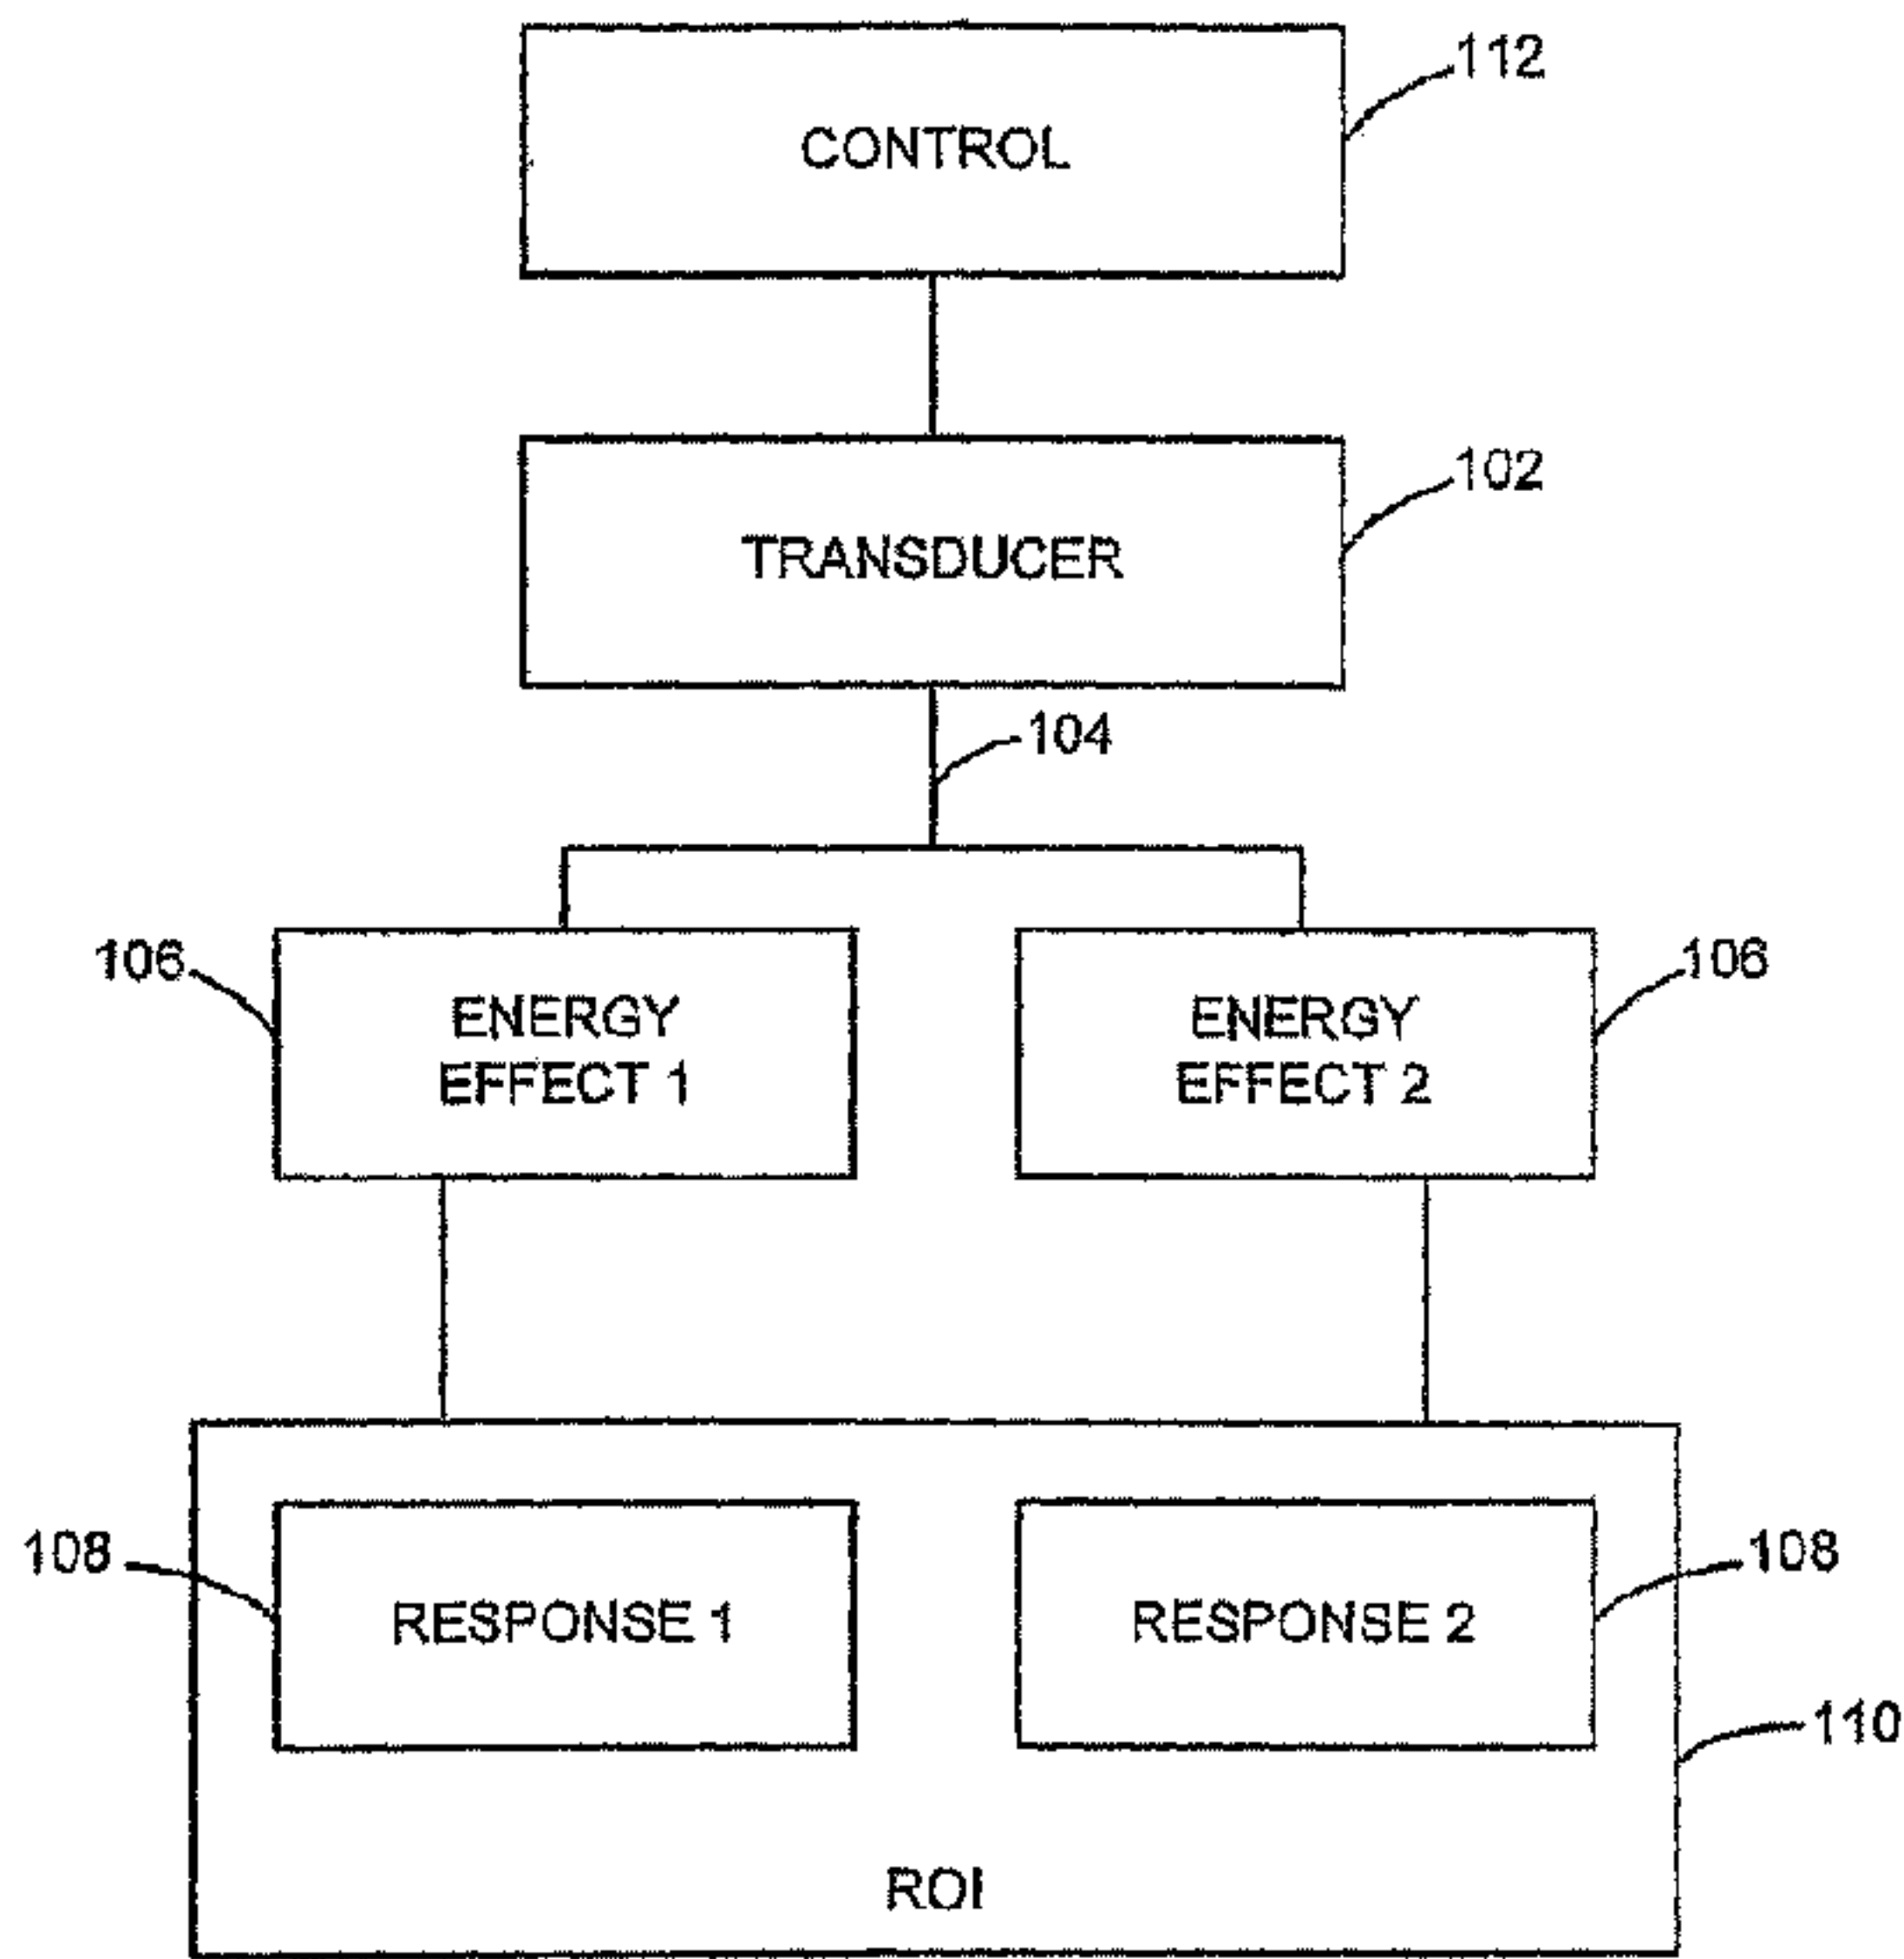 112
CONTROL
102
TRANSDUCER
104
106
106
ENERGY
EFFECT 1
ENERGY
EFFECT 2
108
108
RESPONSE 1
RESPONSE 2
110
ROI